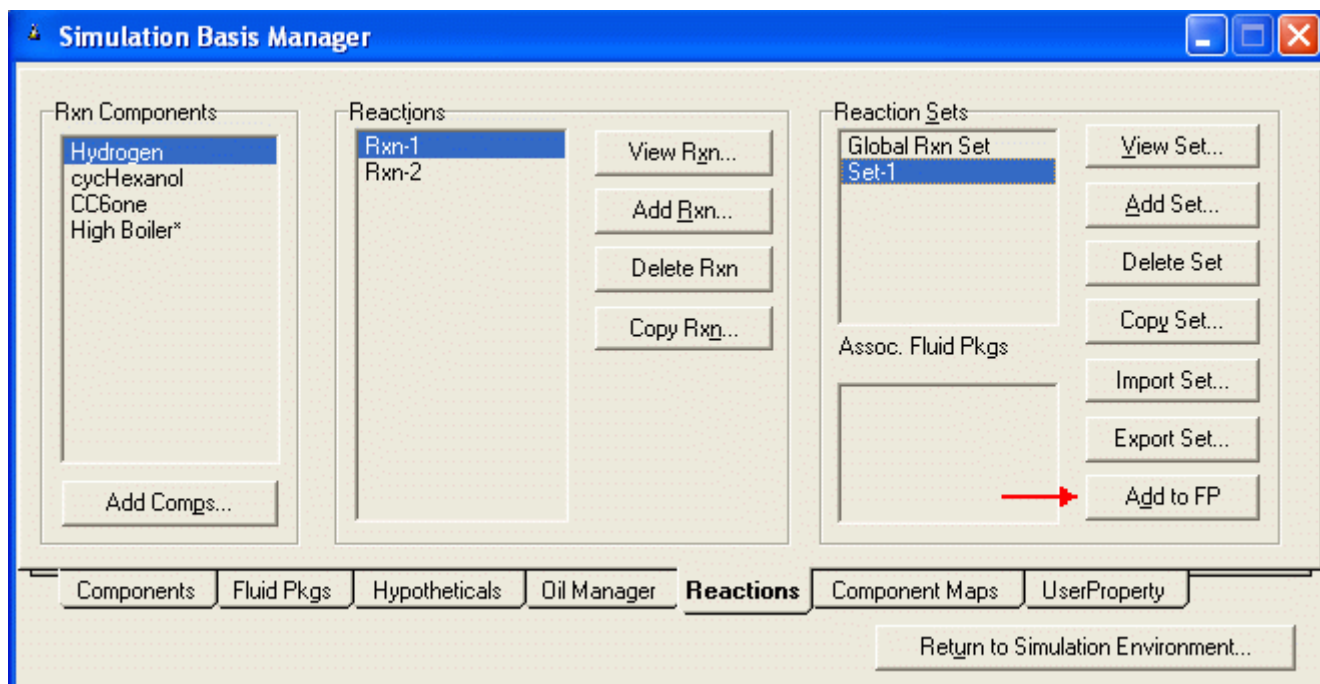 Simulation Basis Manager
Rxn Components
Hydrogen
cycHexanol
CC6one
High Boiler*
Add Comps...
Reactions
Rxn-1
Rxn-2
View Rxn...
Add Rxn...
Delete Rxn
Copy Rxn...
Reaction Sets
Global Rxn Set
Set-1
Assoc. Fluid Pkgs
View Set...
Add Set...
Delete Set
Copy Set...
Import Set...
Export Set...
Add to FP
Components Fluid Pkgs Hypotheticals Oil Manager Reactions Component Maps UserProperty
Return to Simulation Environment...